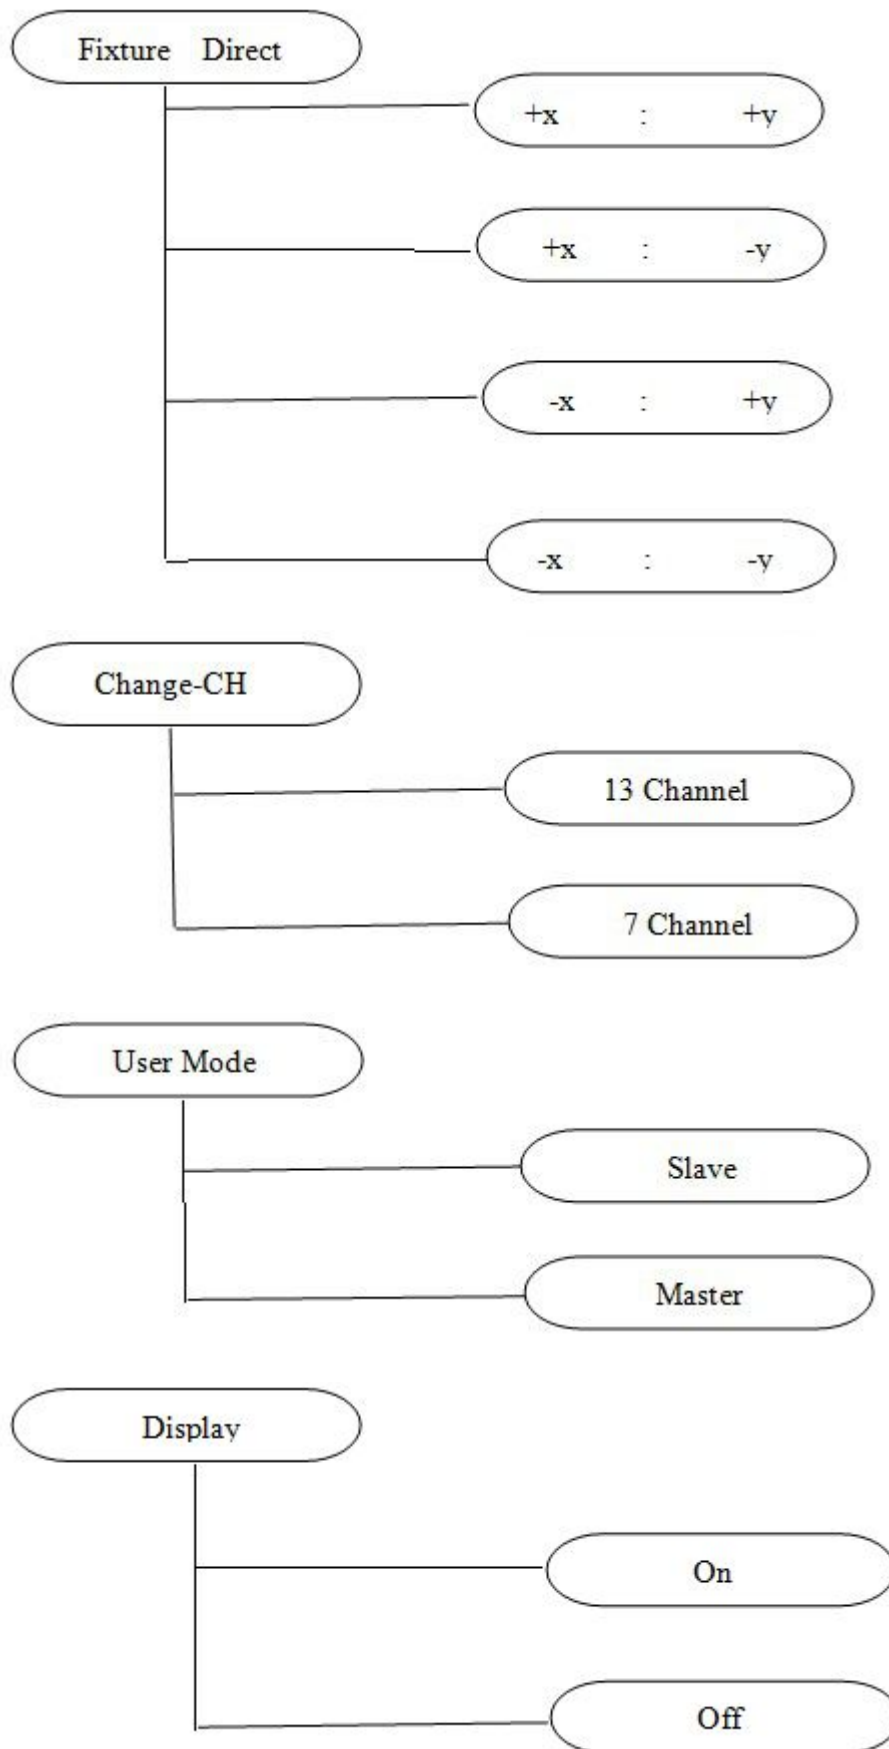 Fixture Direct
+x : +y
+x : -y
-x : +y
-x : -y
Change-CH
13 Channel
7 Channel
User Mode
Slave
Master
Display
On
Off